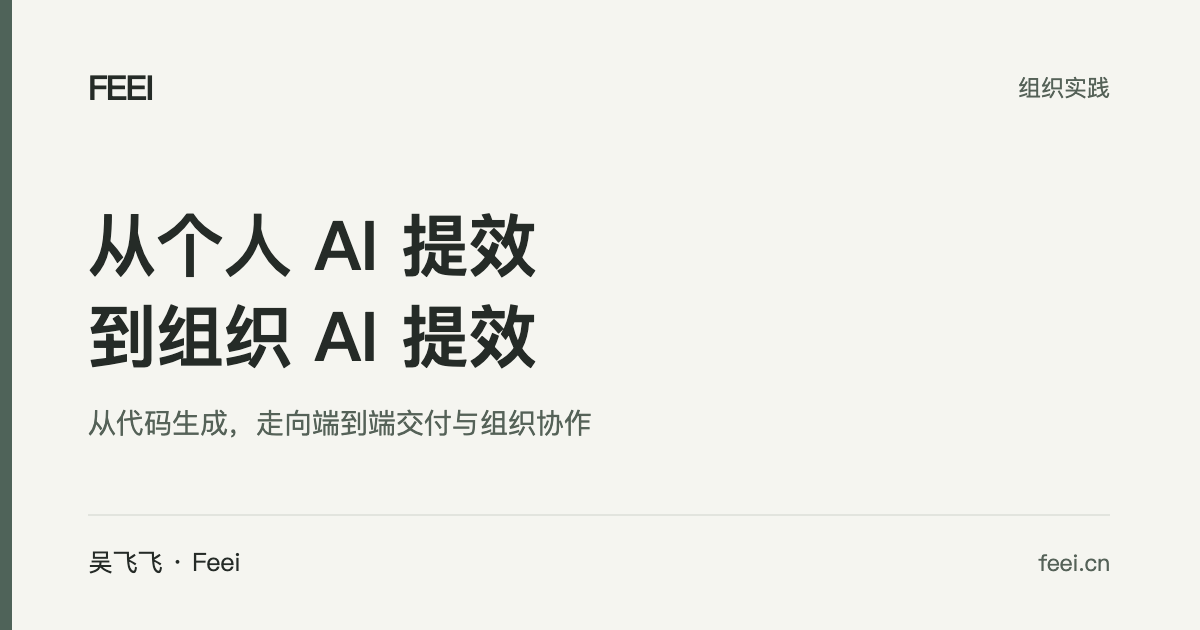 FEEI
组织实践
从个人 AI 提效
到组织 AI 提效
从代码生成，走向端到端交付与组织协作
吴飞飞 · Feei
feei.cn